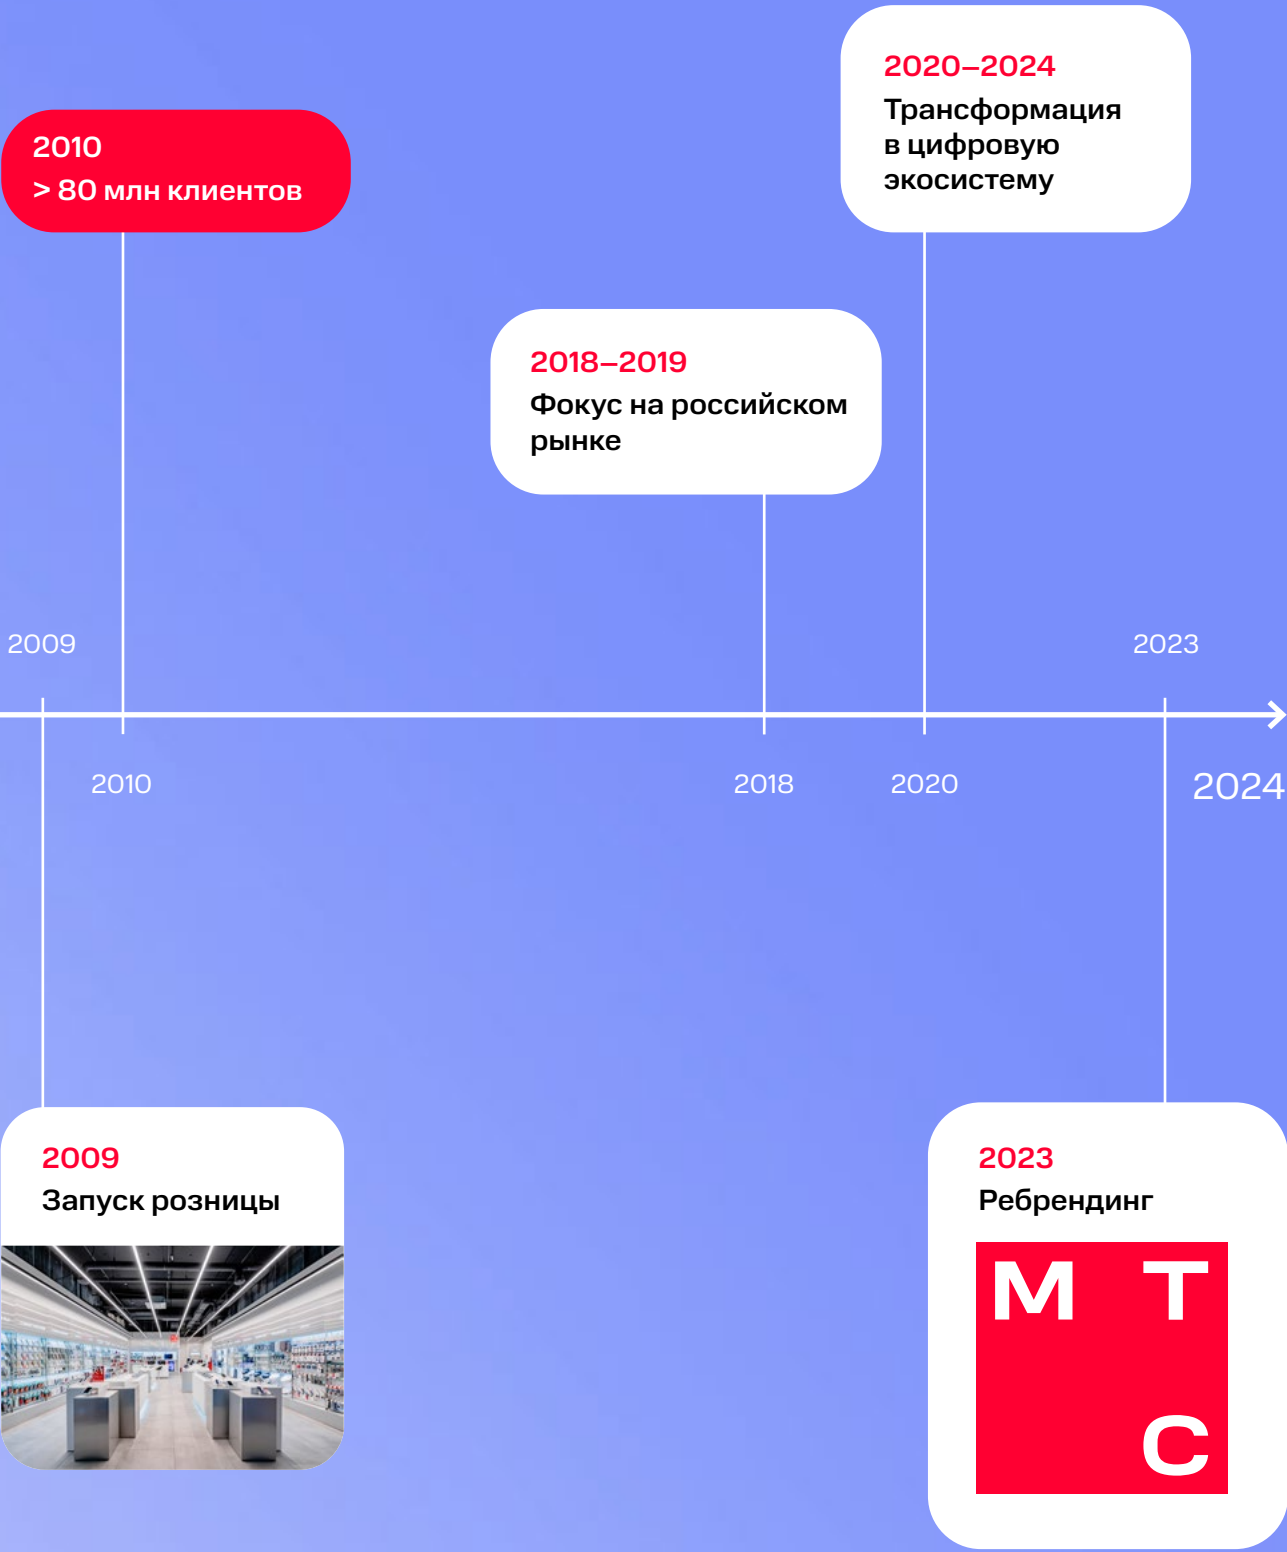 2020–2024
Трансформация
в цифровую
экосистему
2010
> 80 млн клиентов
2018–2019
Фокус на российском
рынке
2009
2023
2010
2018
2020
2024
2009
Запуск розницы
2023
Ребрендинг
М Т
С